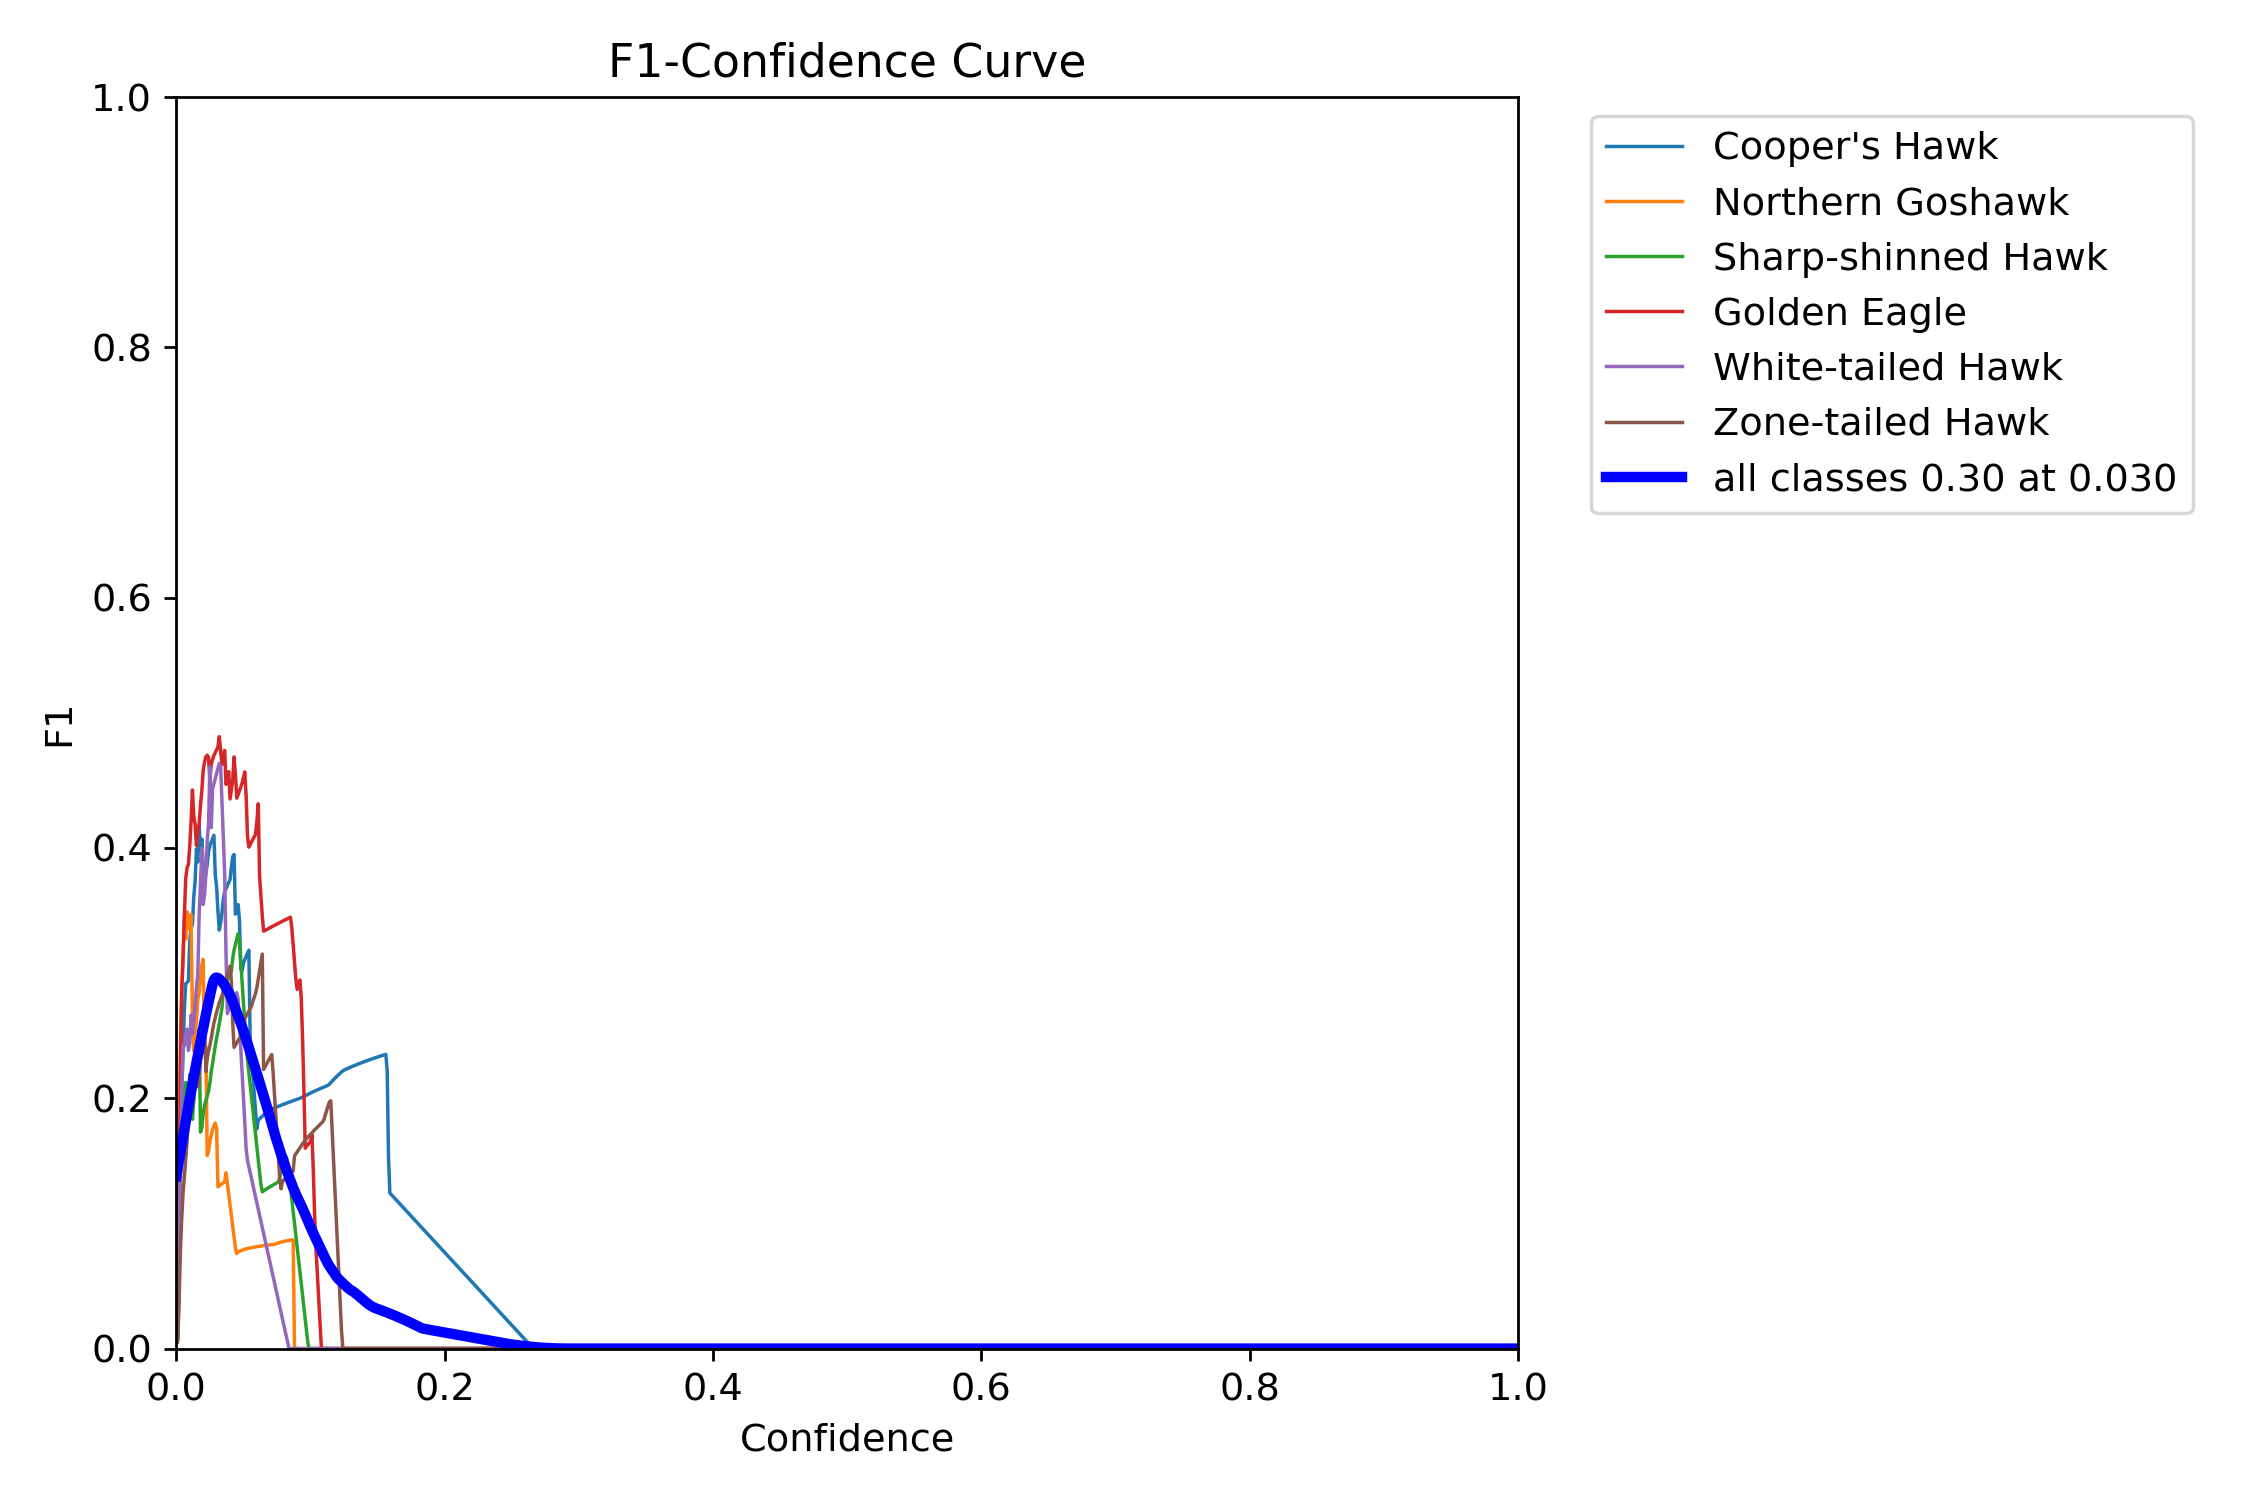 F1-Confidence Curve
1.0
0.8
0.6
0.4
0.2
0.0
F1
0.0 0.2 0.4 0.6 0.8 1.0
Confidence
Cooper's Hawk
Northern Goshawk
Sharp-shinned Hawk
Golden Eagle
White-tailed Hawk
Zone-tailed Hawk
all classes 0.30 at 0.030